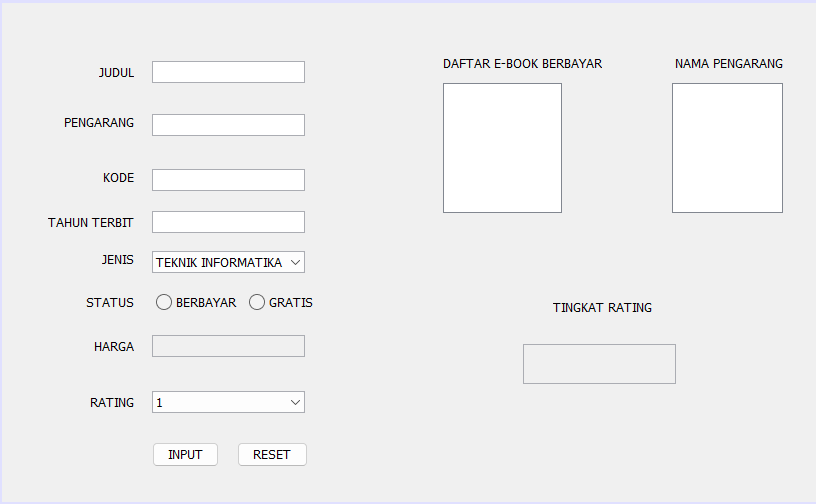 JUDUL
PENGARANG
KODE
TAHUN TERBIT
JENIS TEKNIK INFORMATIKA
STATUS BERBAYAR GRATIS
HARGA
RATING 1
INPUT RESET
DAFTAR E-BOOK BERBAYAR NAMA PENGARANG
TINGKAT RATING